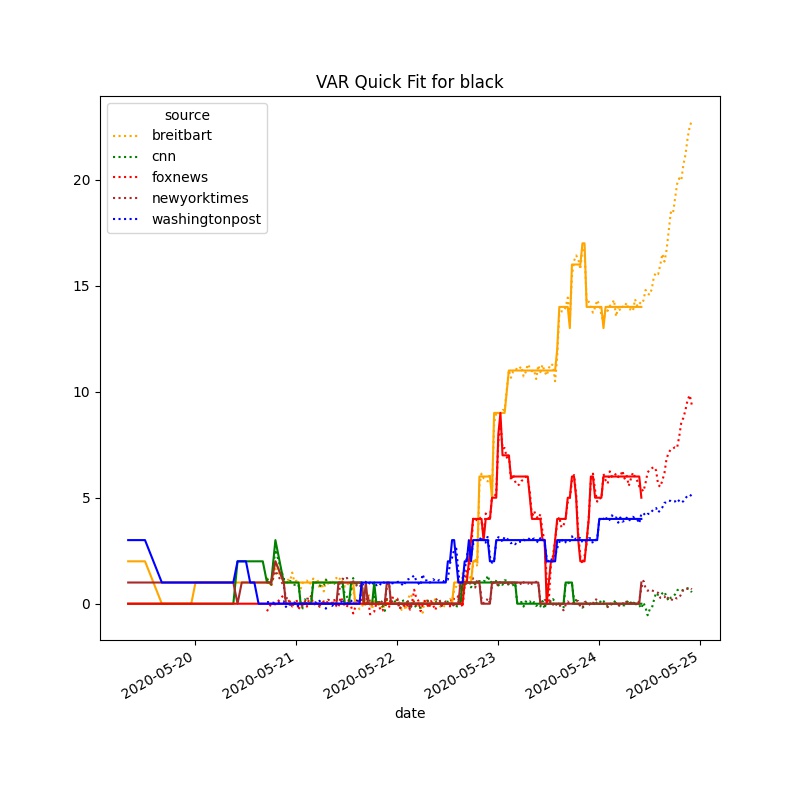 VAR Quick Fit for black
source
breitbart
cnn
foxnews
newyorktimes
washingtonpost
20
15
10
5
0
2020-05-20
2020-05-21
2020-05-22
2020-05-23
2020-05-24
2020-05-25
date